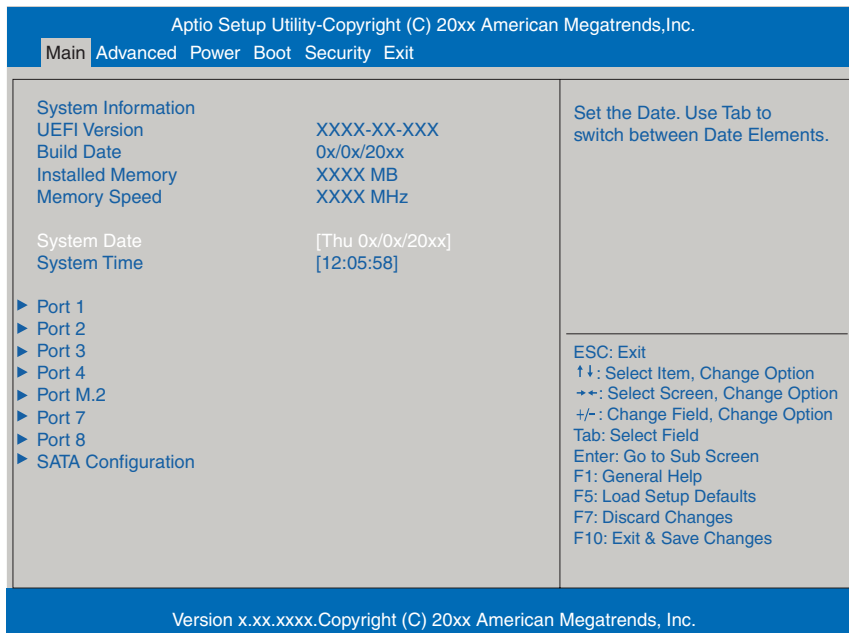 Aptio Setup Utility-Copyright (C) 20xx American Megatrends,Inc.
Main Advanced Power Boot Security Exit
System Information
UEFI Version XXXX-XX-XXX
Build Date 0x/0x/20xx
Installed Memory XXXX MB
Memory Speed XXXX MHz
System Date [Thu 0x/0x/20xx]
System Time [12:05:58]
Port 1
Port 2
Port 3
Port 4
Port M.2
Port 7
Port 8
SATA Configuration
Set the Date. Use Tab to
switch between Date Elements.
ESC: Exit
↑↓: Select Item, Change Option
→←: Select Screen, Change Option
+/-: Change Field, Change Option
Tab: Select Field
Enter: Go to Sub Screen
F1: General Help
F5: Load Setup Defaults
F7: Discard Changes
F10: Exit & Save Changes
Version x.xx.xxxx.Copyright (C) 20xx American Megatrends, Inc.